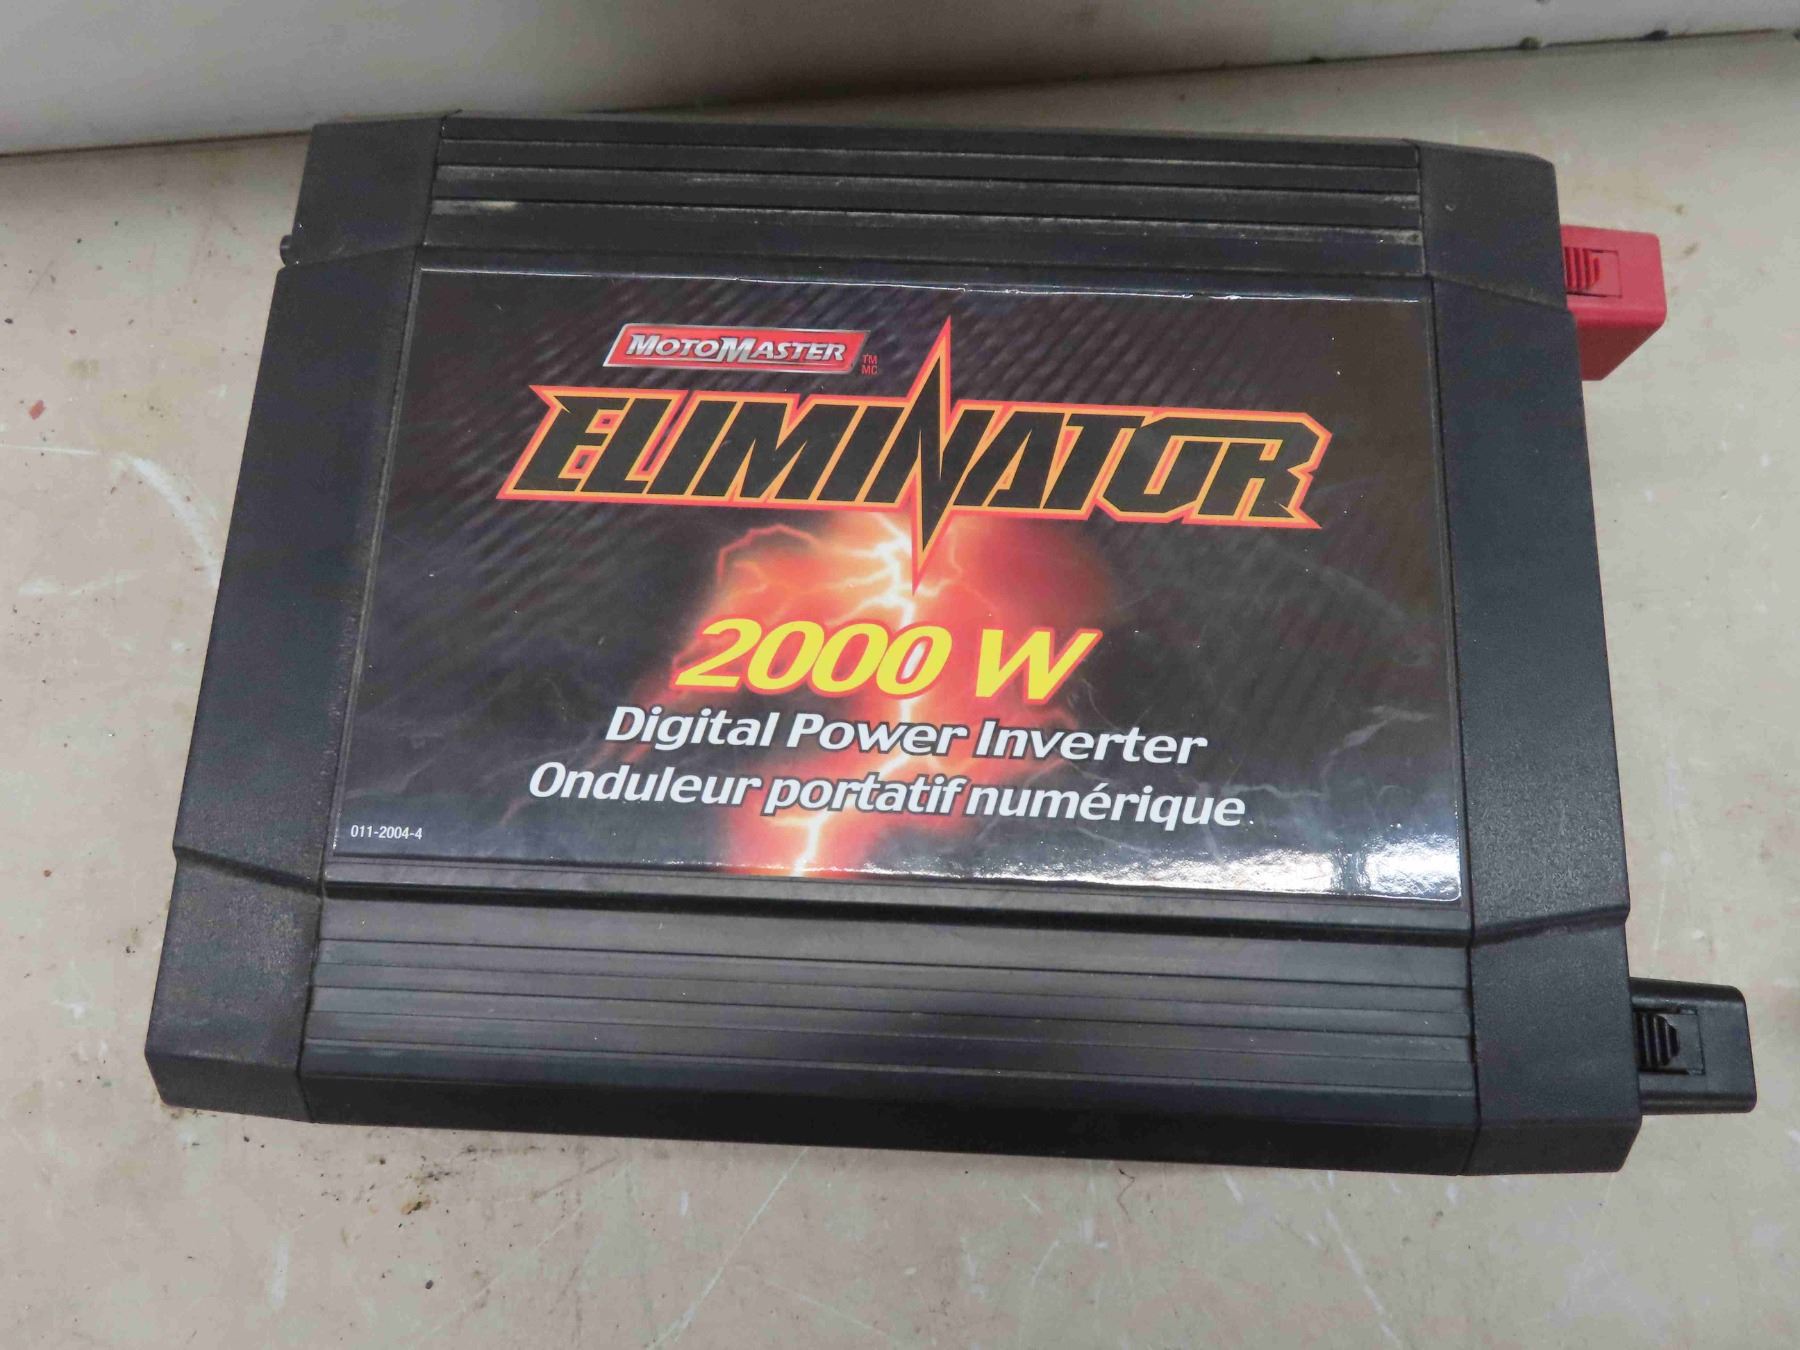 MOTOMASTER
TM
MC
ELIMINATOR
2000 W
Digital Power Inverter
Onduleur portatif numérique
011-2004-4